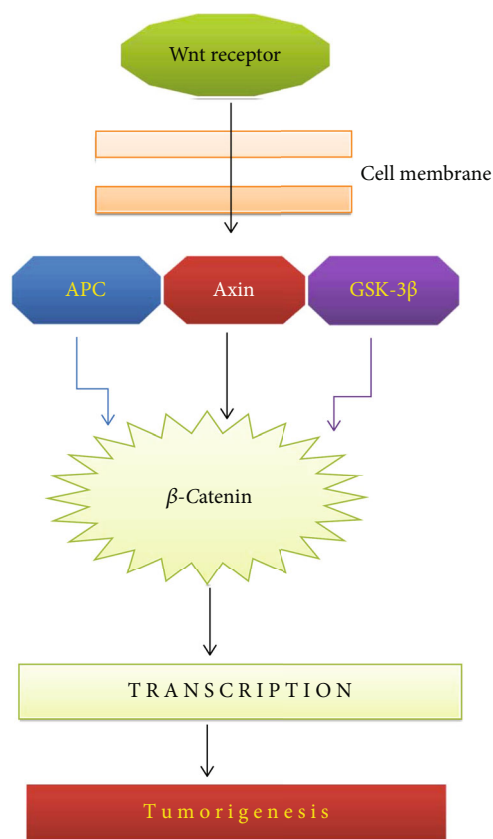 Wnt receptor
Cell membrane
APC
Axin
GSK-3β
β-Catenin
TRANSCRIPTION
Tumorigenesis